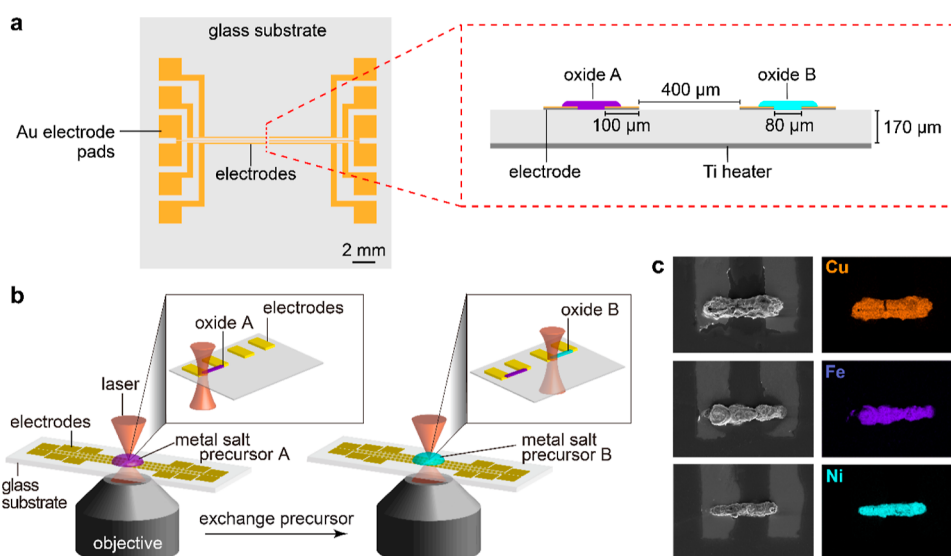 a
glass substrate
Au electrode
pads
electrodes
2 mm
oxide A
oxide B
400 µm
100 µm
80 µm
170 µm
electrode
Ti heater
b
electrodes
oxide A
laser
electrodes
metal salt
precursor A
glass
substrate
objective
exchange precursor
oxide B
metal salt
precursor B
c
Cu
Fe
Ni